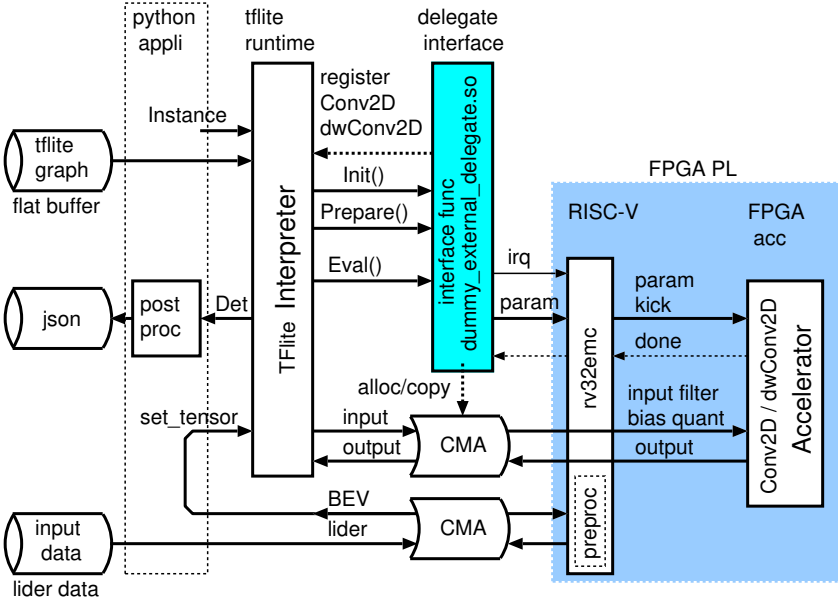 python
appli
tflite
runtime
delegate
interface
register
Conv2D
dwConv2D
Instance
tflite
graph
flat buffer
Init()
Prepare()
Eval()
TFlite Interpreter
interface func
dummy_external_delegate.so
FPGA PL
RISC-V
FPGA
acc
irq
param
param
kick
done
json
post
proc
Det
rv32emc
Conv2D / dwConv2D
Accelerator
alloc/copy
set_tensor
input
output
CMA
input filter
bias quant
output
BEV
lider
CMA
preproc
input
data
lider data